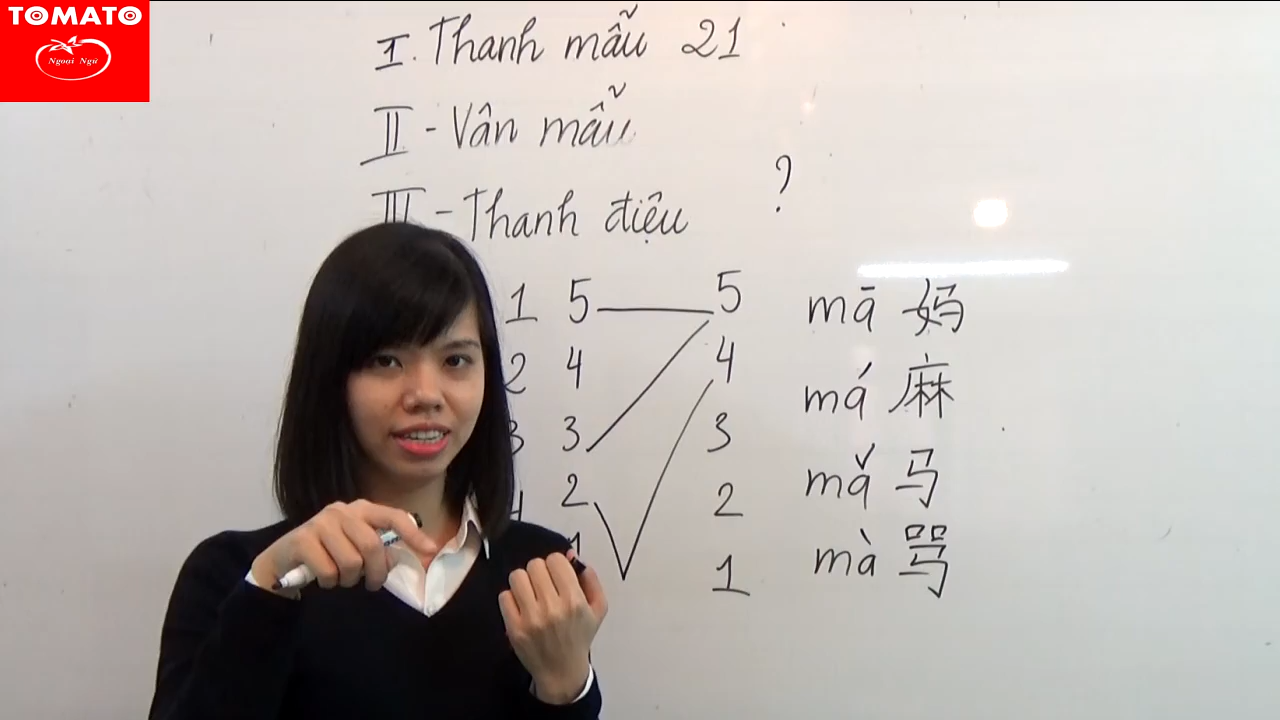 TOMATO
Ngoại Ngữ
I. Thanh mẫu 21
II - Vân mẫu
III - Thanh điệu
?
1 5 5 mā 妈
2 4 4 má 麻
3 3 3 mǎ 马
4 2 2 mà 骂
1 1